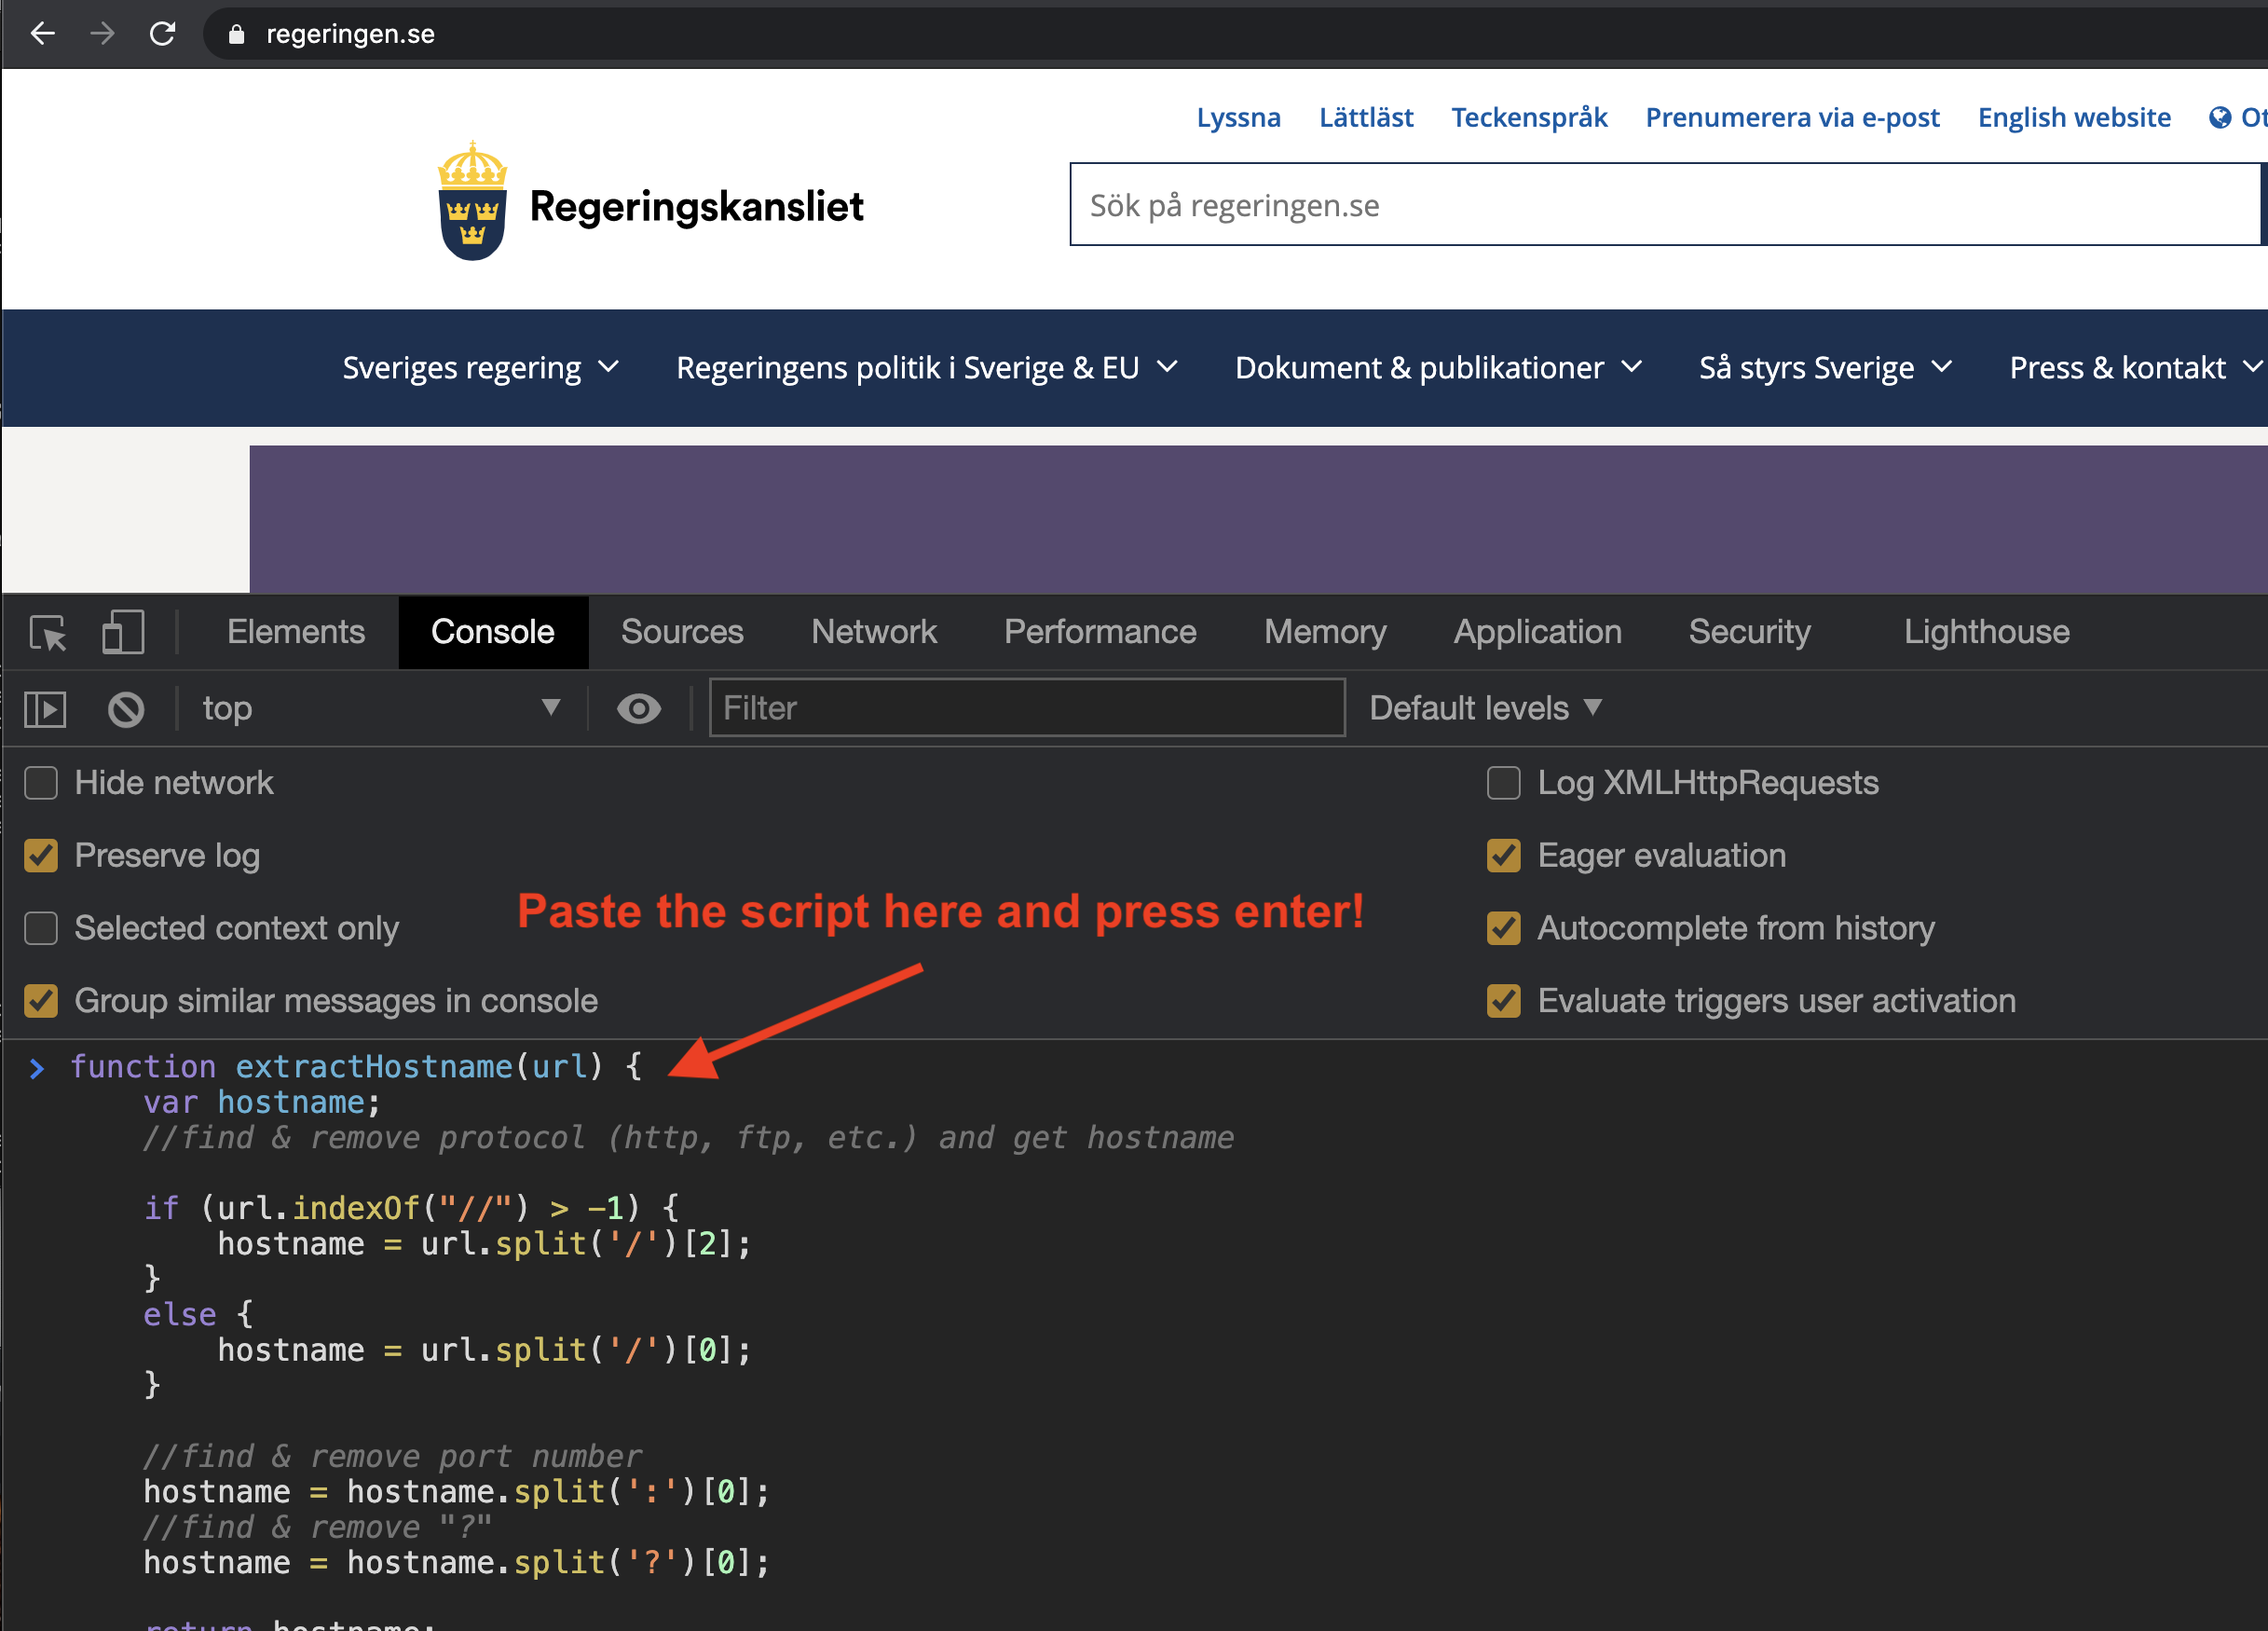 regeringen.se
Lyssna Lättläst Teckenspråk Prenumerera via e-post English website
Regeringskansliet
Sök på regeringen.se
Sveriges regering Regeringens politik i Sverige & EU Dokument & publikationer Så styrs Sverige Press & kontakt
Elements Console Sources Network Performance Memory Application Security Lighthouse
top Filter Default levels
Hide network Log XMLHttpRequests
Preserve log Eager evaluation
Paste the script here and press enter!
Selected context only Autocomplete from history
Group similar messages in console Evaluate triggers user activation
> function extractHostname(url) {
var hostname;
//find & remove protocol (http, ftp, etc.) and get hostname
if (url.indexOf("//") > -1) {
hostname = url.split('/')[2];
}
else {
hostname = url.split('/')[0];
}
//find & remove port number
hostname = hostname.split(':')[0];
//find & remove "?"
hostname = hostname.split('?')[0];
return hostname;